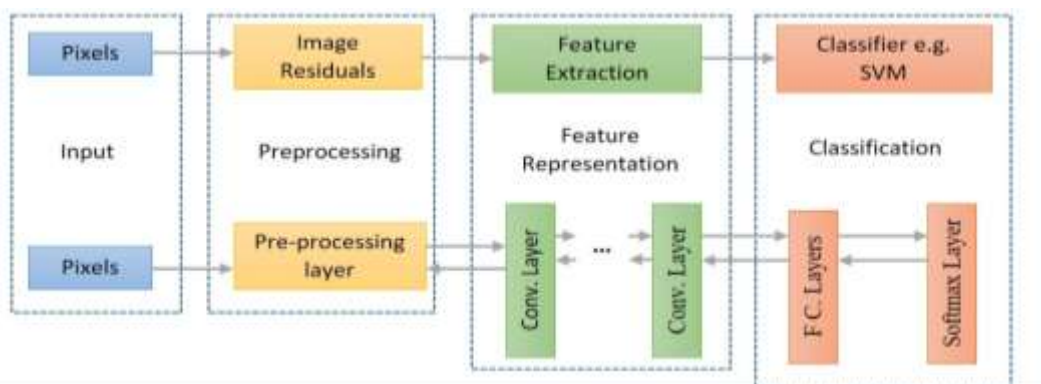 Pixels
Image
Residuals
Feature
Extraction
Classifier e.g.
SVM
Input
Preprocessing
Feature
Representation
Classification
Pixels
Pre-processing
layer
Conv. Layer
...
Conv. Layer
F C. Layers
Softmax Layer